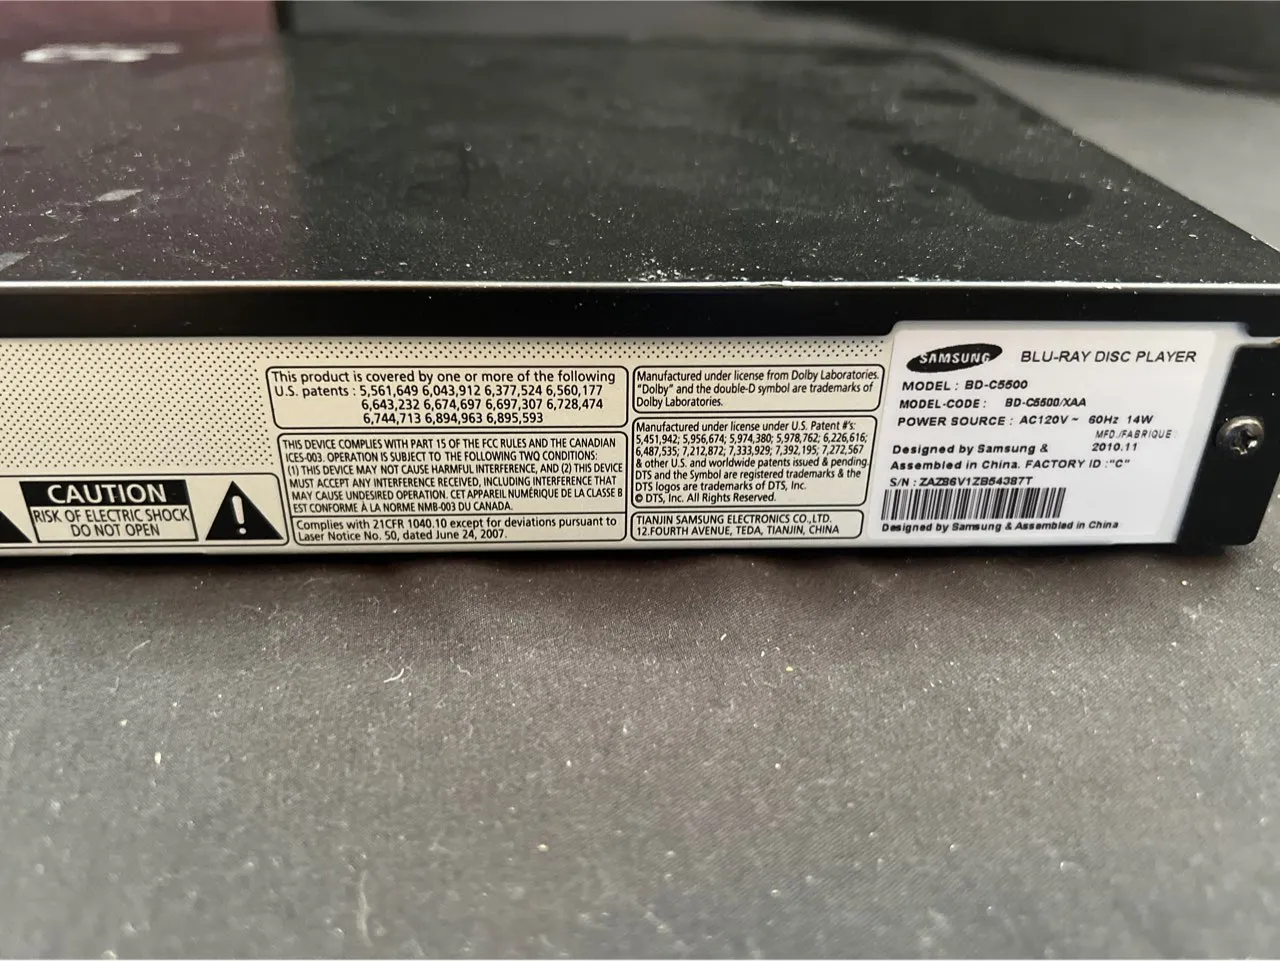 CAUTION
RISK OF ELECTRIC SHOCK
DO NOT OPEN
This product is covered by one or more of the following
U.S. patents : 5,561,649 6,043,912 6,377,524 6,560,177
6,643,232 6,674,697 6,697,307 6,728,474
6,744,713 6,894,963 6,895,593
THIS DEVICE COMPLIES WITH PART 15 OF THE FCC RULES AND THE CANADIAN
ICES-003. OPERATION IS SUBJECT TO THE FOLLOWING TWO CONDITIONS:
(1) THIS DEVICE MAY NOT CAUSE HARMFUL INTERFERENCE, AND (2) THIS DEVICE
MUST ACCEPT ANY INTERFERENCE RECEIVED, INCLUDING INTERFERENCE THAT
MAY CAUSE UNDESIRED OPERATION. CET APPAREIL NUMÉRIQUE DE LA CLASSE B
EST CONFORME À LA NORME NMB-003 DU CANADA.
Complies with 21CFR 1040.10 except for deviations pursuant to
Laser Notice No. 50, dated June 24, 2007.
Manufactured under license from Dolby Laboratories.
"Dolby" and the double-D symbol are trademarks of
Dolby Laboratories.
Manufactured under license under U.S. Patent #'s:
5,451,942; 5,956,674; 5,974,380; 5,978,762; 6,226,616;
6,487,535; 7,212,872; 7,333,929; 7,392,195; 7,272,567
& other U.S. and worldwide patents issued & pending.
DTS and the Symbol are registered trademarks & the
DTS logos are trademarks of DTS, Inc.
© DTS, Inc. All Rights Reserved.
TIANJIN SAMSUNG ELECTRONICS CO.,LTD.
12.FOURTH AVENUE, TEDA, TIANJIN, CHINA
SAMSUNG BLU-RAY DISC PLAYER
MODEL : BD-C5500
MODEL-CODE : BD-C5500/XAA
POWER SOURCE : AC120V ~ 60Hz 14W
MFD./FABRIQUE
Designed by Samsung & 2010.11
Assembled in China. FACTORY ID :"C"
S/N : ZAZ86V1ZB54387T
Designed by Samsung & Assembled in China